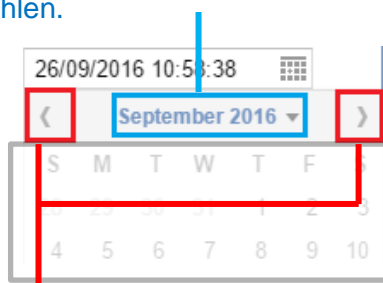 hlen.
26/09/2016 10:58:38
‹ September 2016 ▾ ›
S M T W T F S
28 29 30 31 1 2 3
4 5 6 7 8 9 10